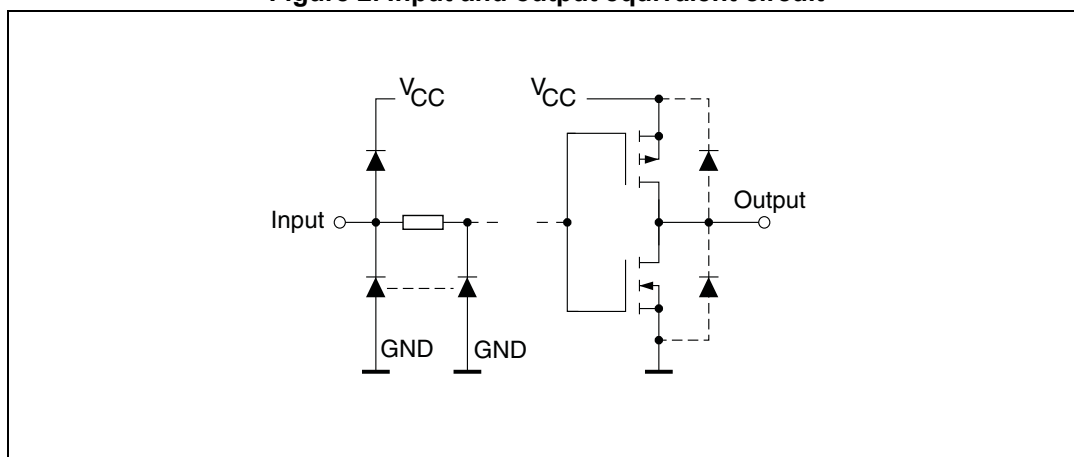 Figure 2. Input and output equivalent circuit
VCC
VCC
Input
Output
GND
GND